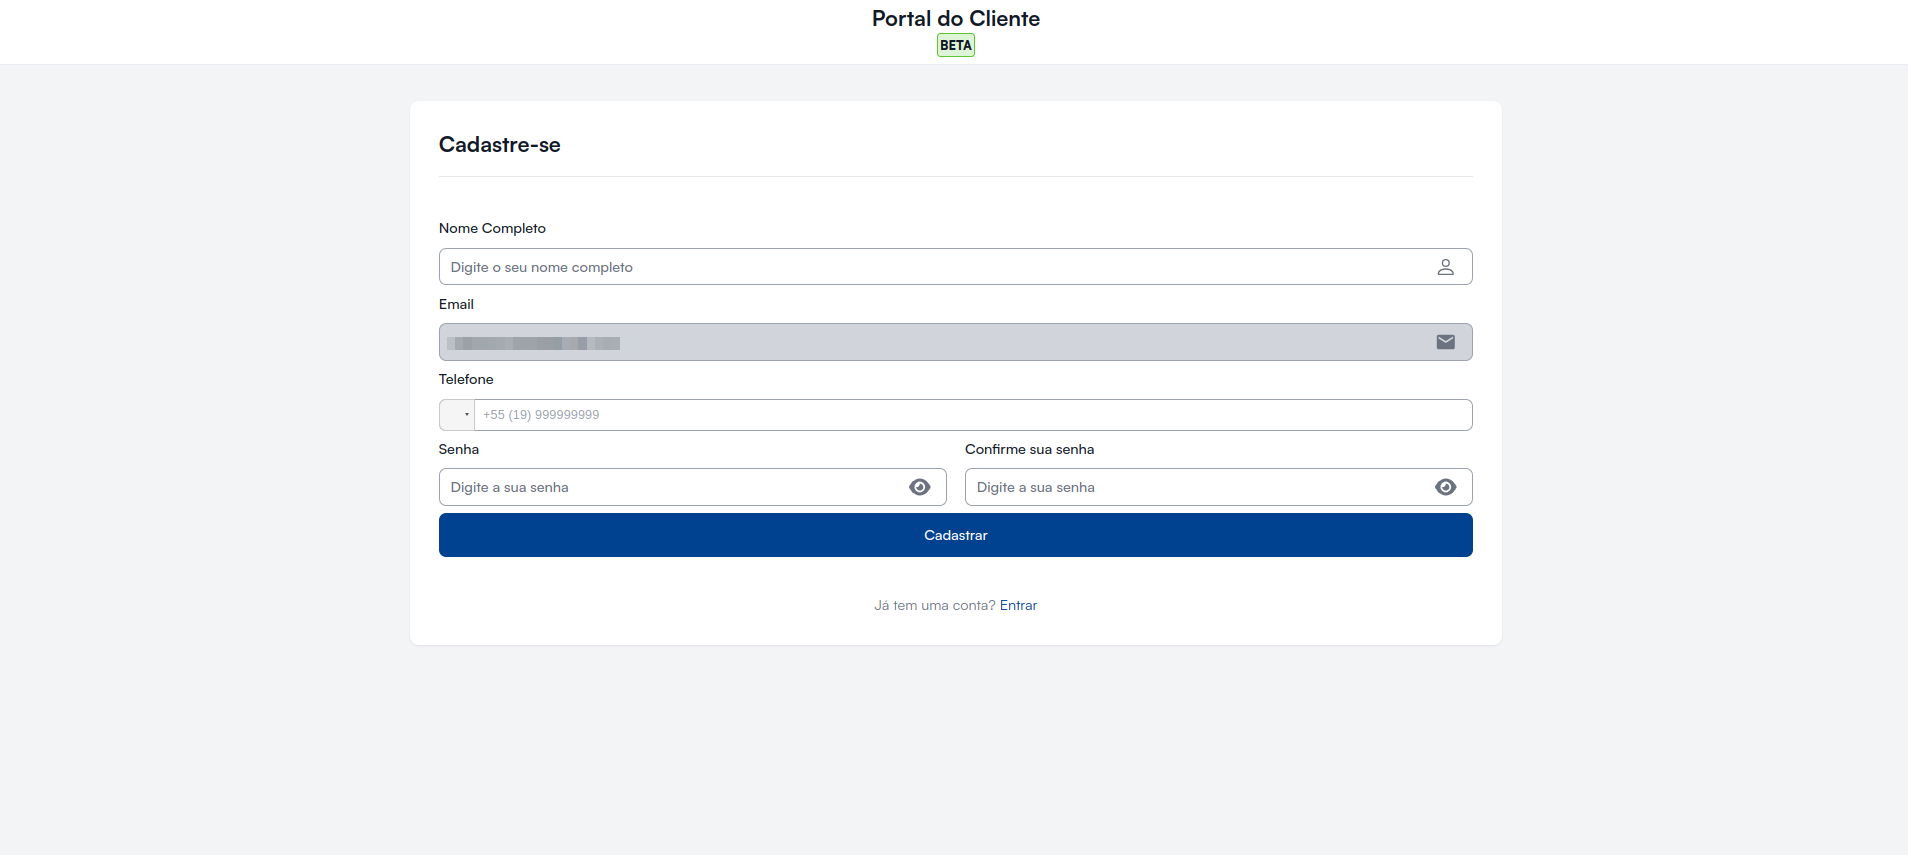 Portal do Cliente
BETA
Cadastre-se
Nome Completo
Digite o seu nome completo
Email
Telefone
+55 (19) 999999999
Senha
Confirme sua senha
Digite a sua senha
Digite a sua senha
Cadastrar
Já tem uma conta? Entrar